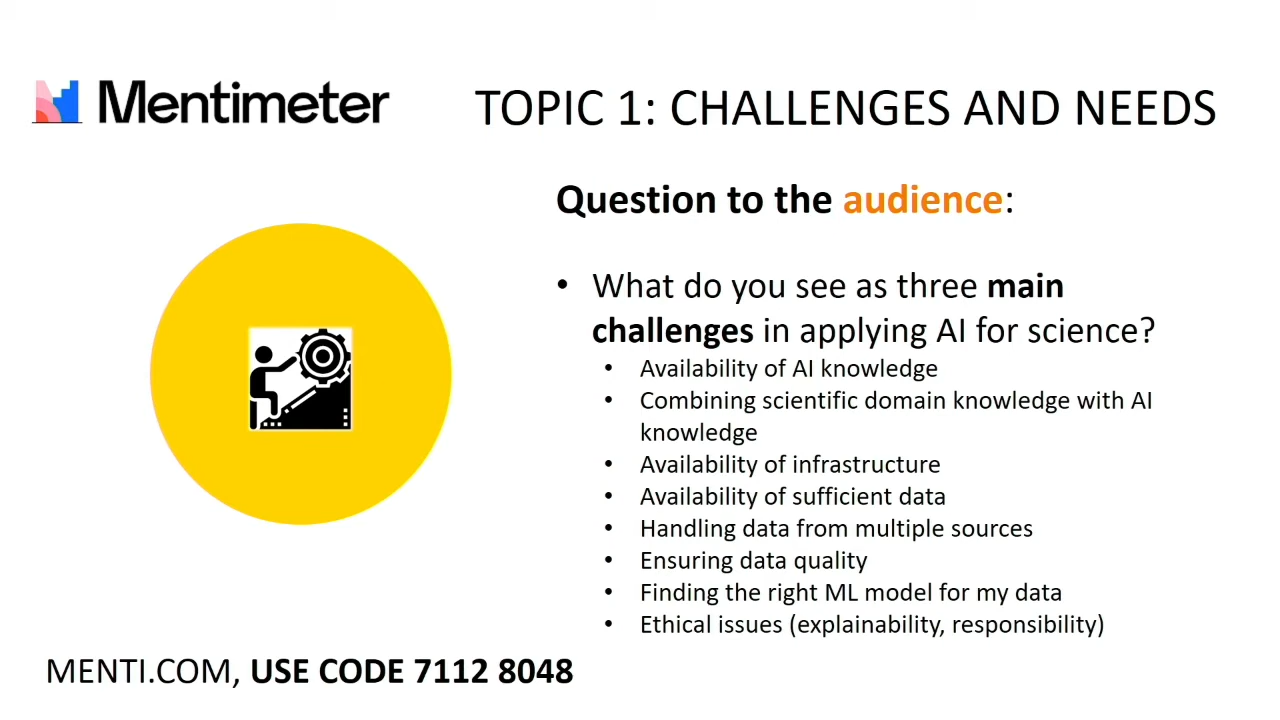 Mentimeter
TOPIC 1: CHALLENGES AND NEEDS
Question to the audience:
• What do you see as three main
challenges in applying AI for science?
• Availability of AI knowledge
• Combining scientific domain knowledge with AI
knowledge
• Availability of infrastructure
• Availability of sufficient data
• Handling data from multiple sources
• Ensuring data quality
• Finding the right ML model for my data
• Ethical issues (explainability, responsibility)
MENTI.COM, USE CODE 7112 8048